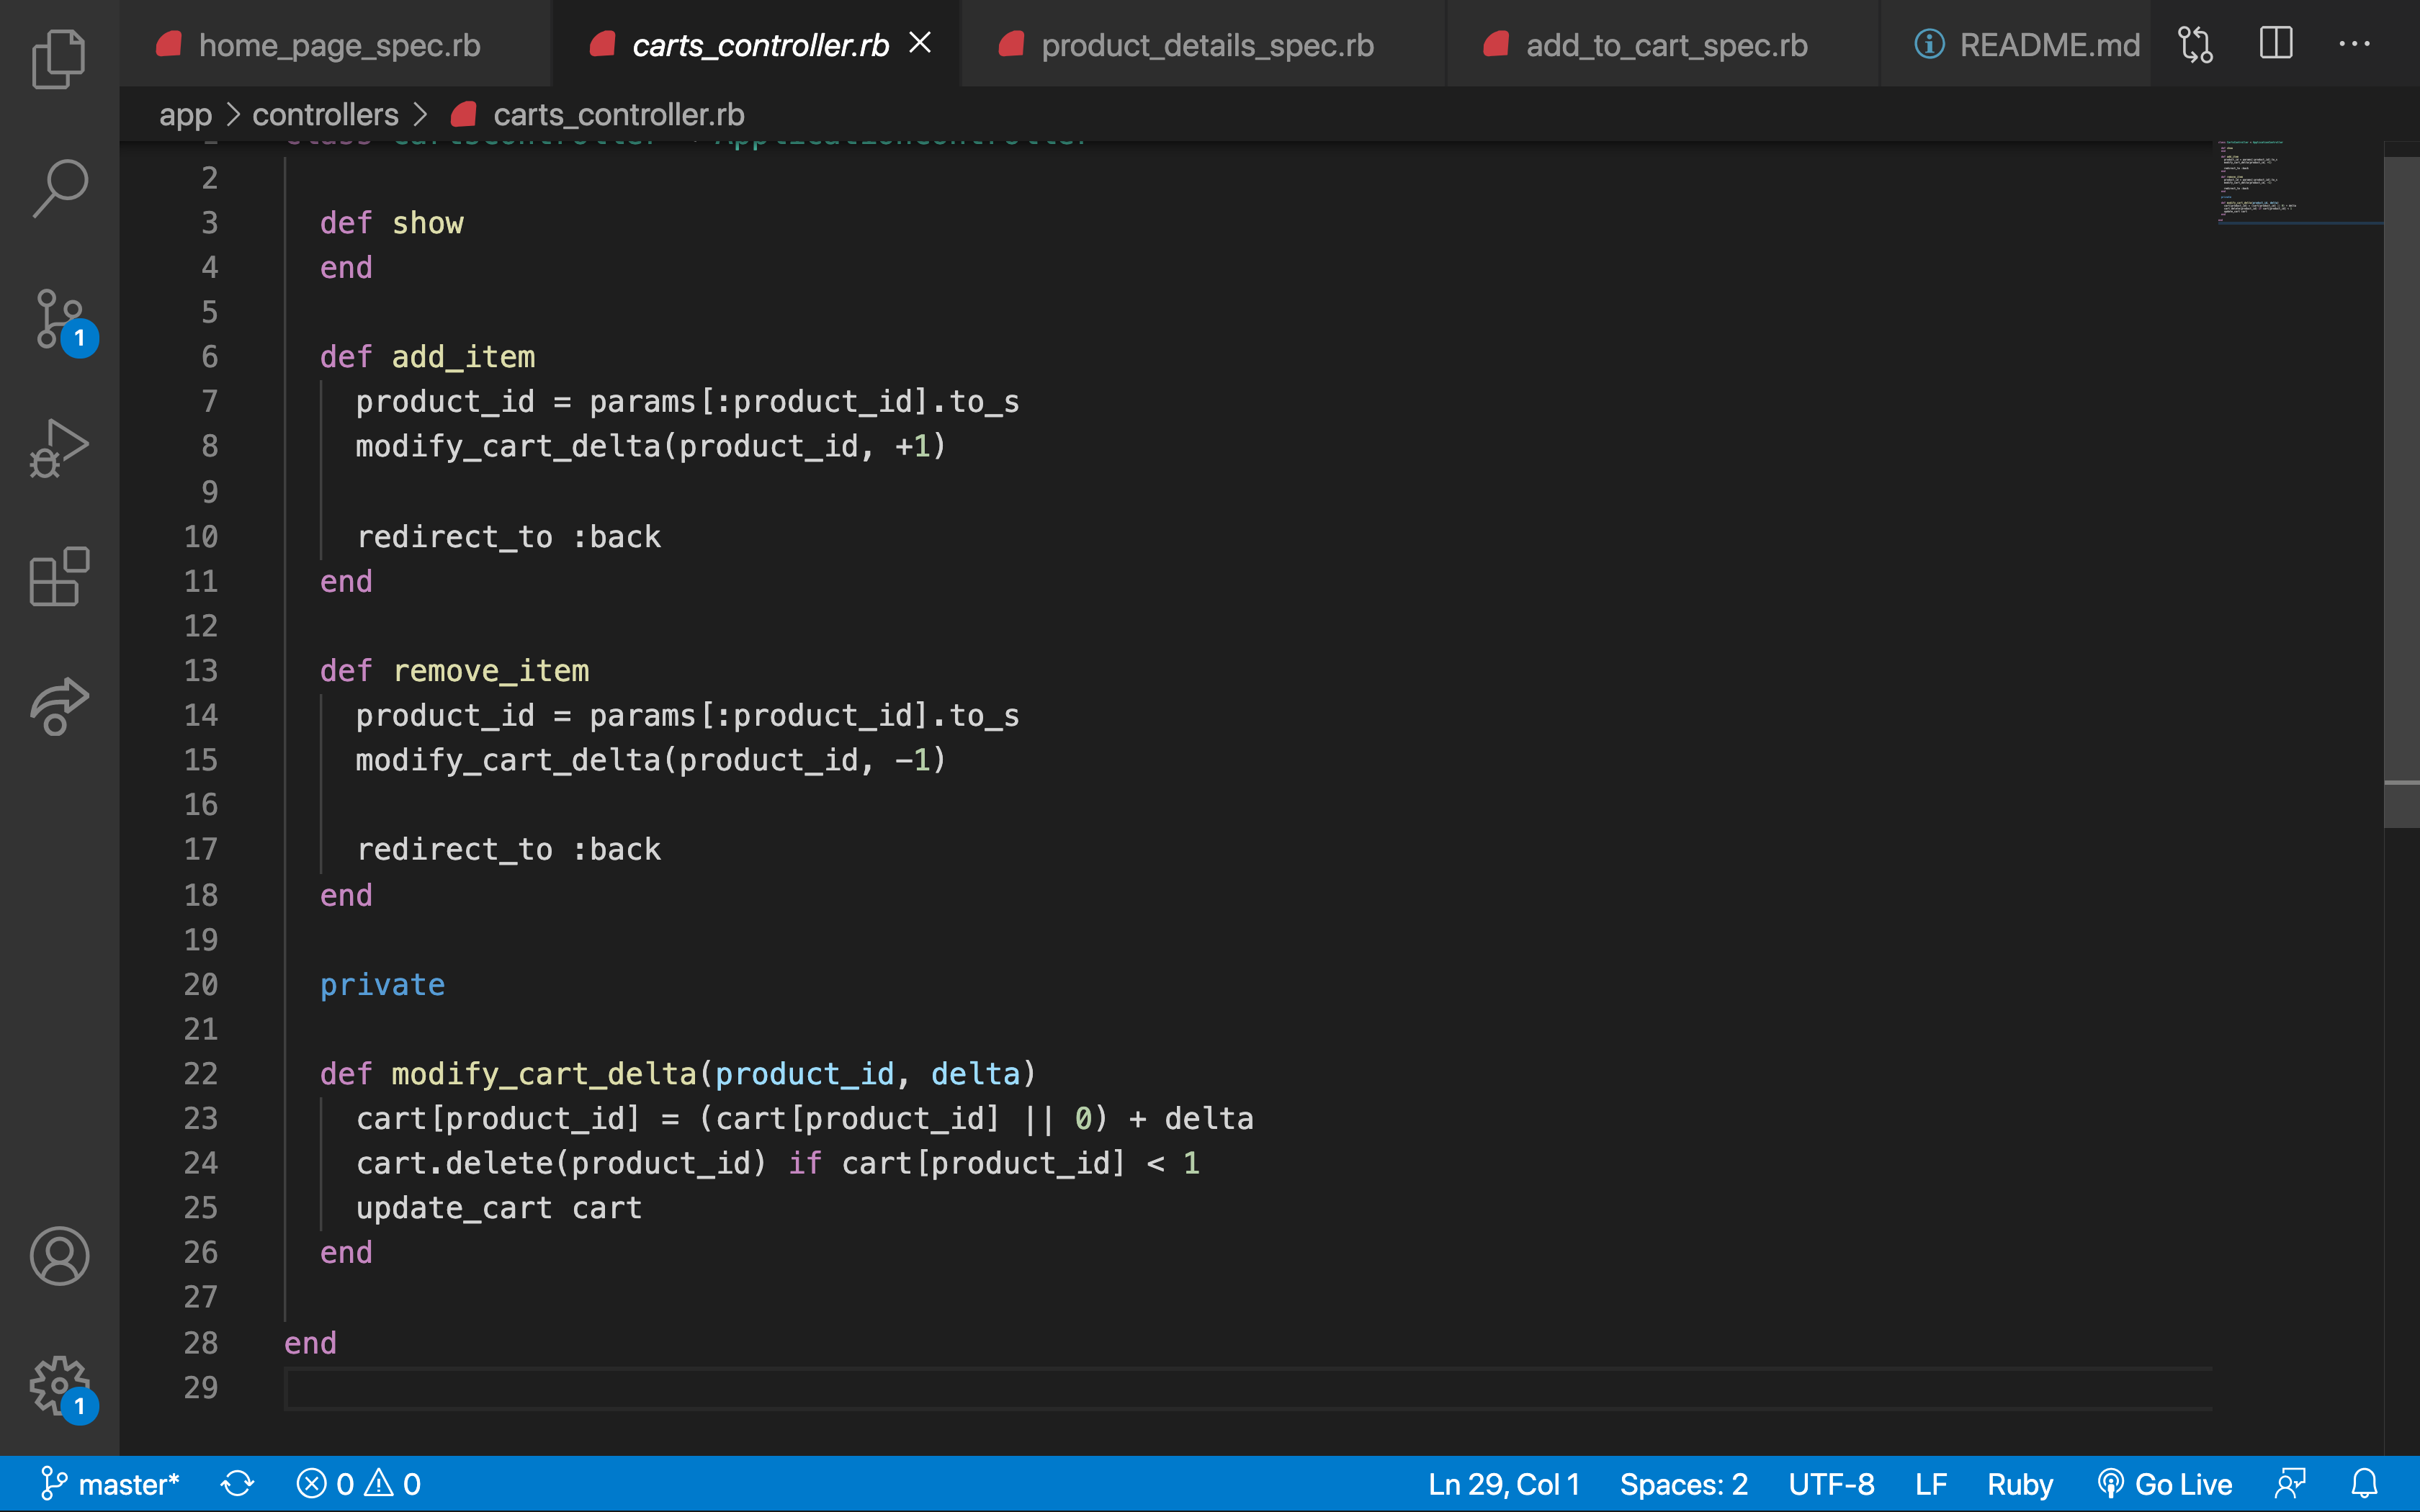 home_page_spec.rb
carts_controller.rb
product_details_spec.rb
add_to_cart_spec.rb
README.md
app > controllers > carts_controller.rb
2
3 def show
4 end
5
6 def add_item
7 product_id = params[:product_id].to_s
8 modify_cart_delta(product_id, +1)
9
10 redirect_to :back
11 end
12
13 def remove_item
14 product_id = params[:product_id].to_s
15 modify_cart_delta(product_id, -1)
16
17 redirect_to :back
18 end
19
20 private
21
22 def modify_cart_delta(product_id, delta)
23 cart[product_id] = (cart[product_id] || 0) + delta
24 cart.delete(product_id) if cart[product_id] < 1
25 update_cart cart
26 end
27
28 end
29
1
1
master* 0 0 Ln 29, Col 1 Spaces: 2 UTF-8 LF Ruby Go Live